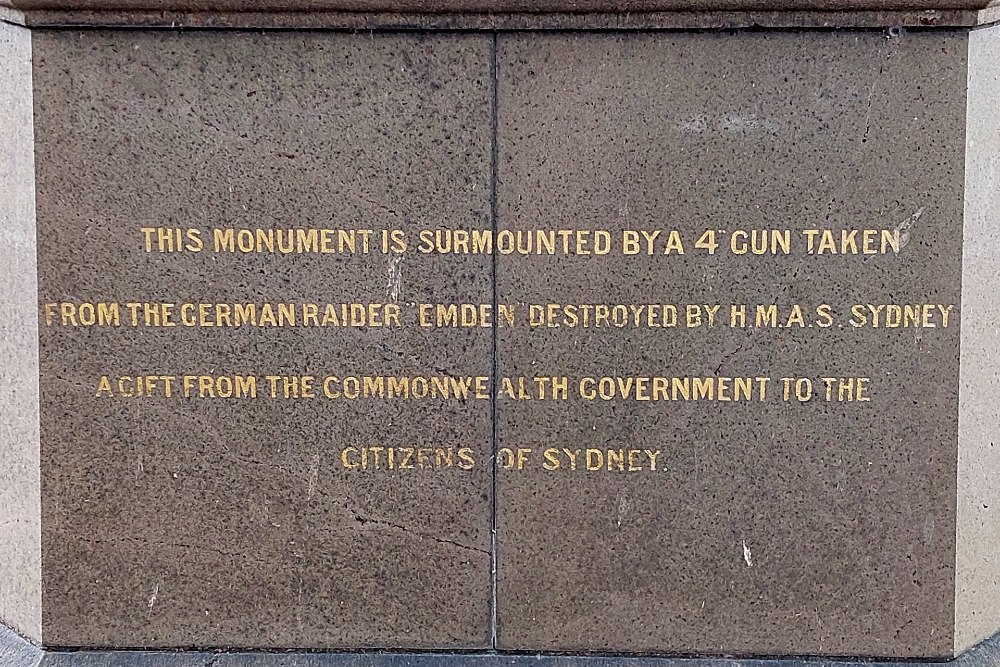 THIS MONUMENT IS SURMOUNTED BY A 4" GUN TAKEN
FROM THE GERMAN RAIDER "EMDEN" DESTROYED BY H.M.A.S. SYDNEY
A GIFT FROM THE COMMONWEALTH GOVERNMENT TO THE
CITIZENS OF SYDNEY.